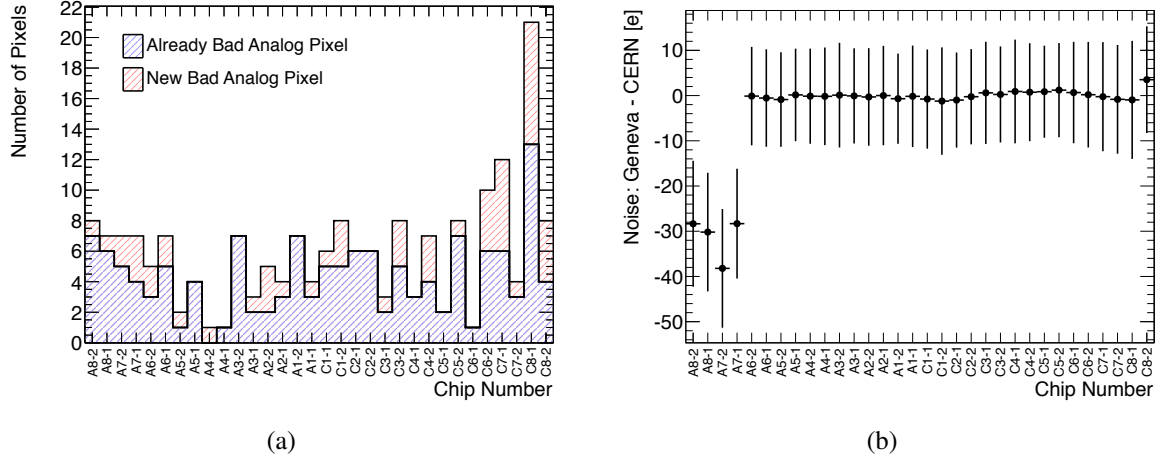 Number of Pixels
22
20
18
16
14
12
10
8
6
4
2
0
Already Bad Analog Pixel
New Bad Analog Pixel
A8-2 A8-1 A7-2 A7-1 A6-2 A6-1 A5-2 A5-1 A4-2 A4-1 A3-2 A3-1 A2-2 A2-1 A1-2 A1-1 C1-1 C1-2 C2-1 C2-2 C3-1 C3-2 C4-1 C4-2 C5-1 C5-2 C6-1 C6-2 C7-1 C7-2 C8-1 C8-2
Chip Number
(a)
Noise: Geneva - CERN [e]
10
0
-10
-20
-30
-40
-50
A8-2 A8-1 A7-2 A7-1 A6-2 A6-1 A5-2 A5-1 A4-2 A4-1 A3-2 A3-1 A2-2 A2-1 A1-2 A1-1 C1-1 C1-2 C2-1 C2-2 C3-1 C3-2 C4-1 C4-2 C5-1 C5-2 C6-1 C6-2 C7-1 C7-2 C8-1 C8-2
Chip Number
(b)